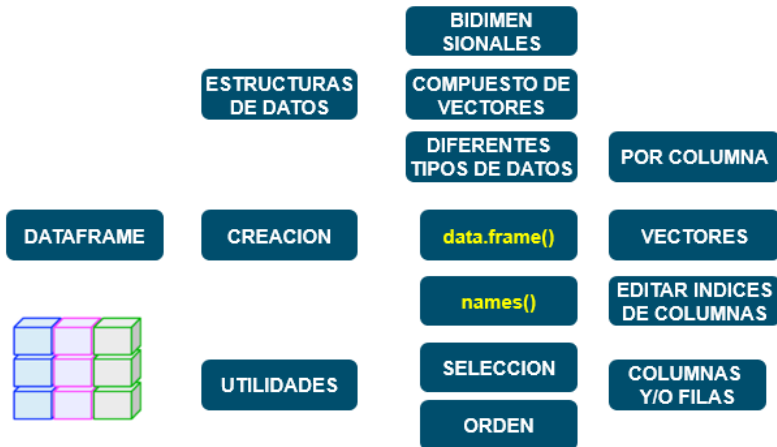 BIDIMEN
SIONALES
ESTRUCTURAS
DE DATOS
COMPUESTO DE
VECTORES
DIFERENTES
TIPOS DE DATOS
POR COLUMNA
DATAFRAME
CREACION
data.frame()
VECTORES
names()
EDITAR INDICES
DE COLUMNAS
UTILIDADES
SELECCION
COLUMNAS
Y/O FILAS
ORDEN